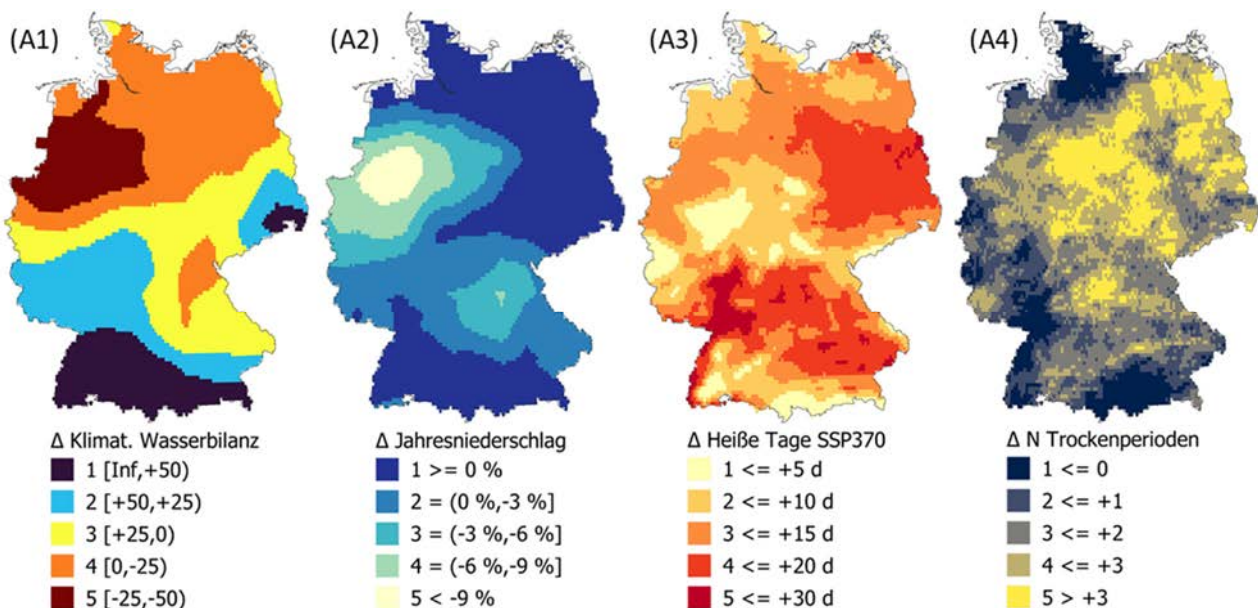 (A1)
(A2)
(A3)
(A4)
Δ Klimat. Wasserbilanz
1 [Inf,+50)
2 [+50,+25)
3 [+25,0)
4 [0,-25)
5 [-25,-50)
Δ Jahresniederschlag
1 >= 0 %
2 = (0 %,-3 %]
3 = (-3 %,-6 %]
4 = (-6 %,-9 %]
5 < -9 %
Δ Heiße Tage SSP370
1 <= +5 d
2 <= +10 d
3 <= +15 d
4 <= +20 d
5 <= +30 d
Δ N Trockenperioden
1 <= 0
2 <= +1
3 <= +2
4 <= +3
5 > +3